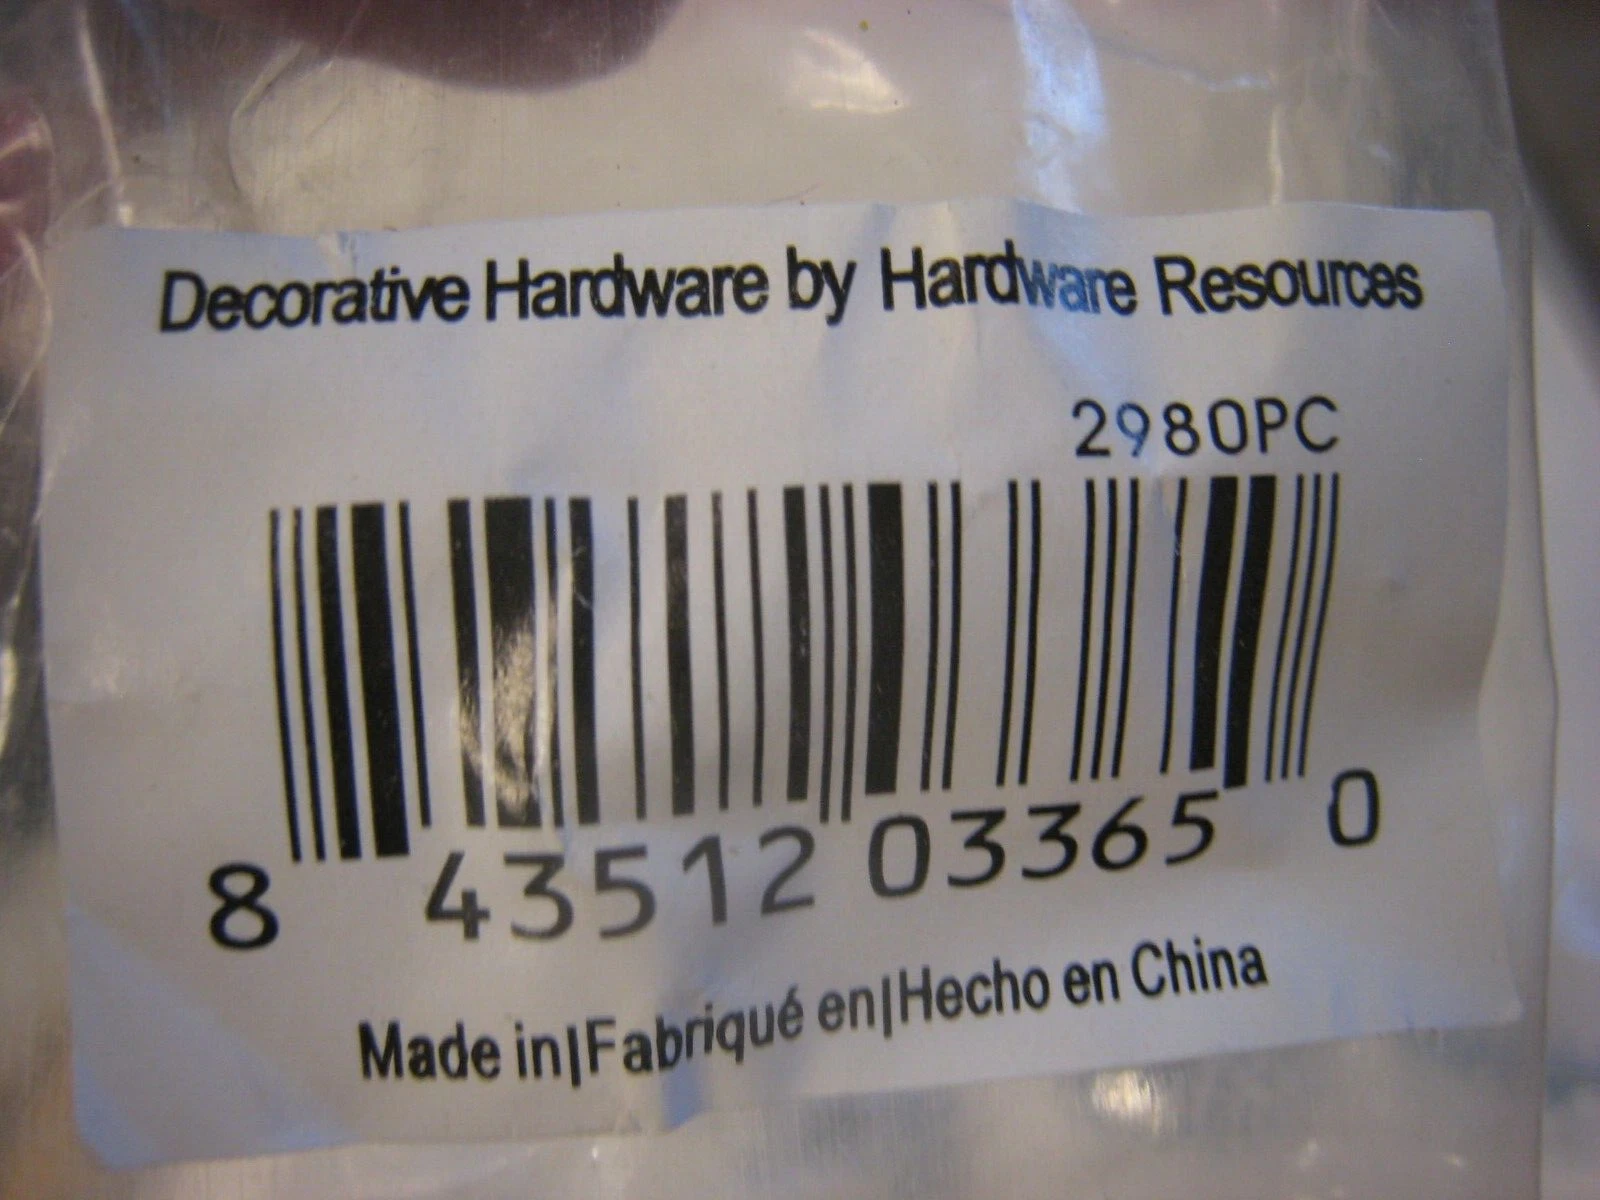 Decorative Hardware by Hardware Resources
2980PC
8 43512 03365 0
Made in|Fabriqué en|Hecho en China